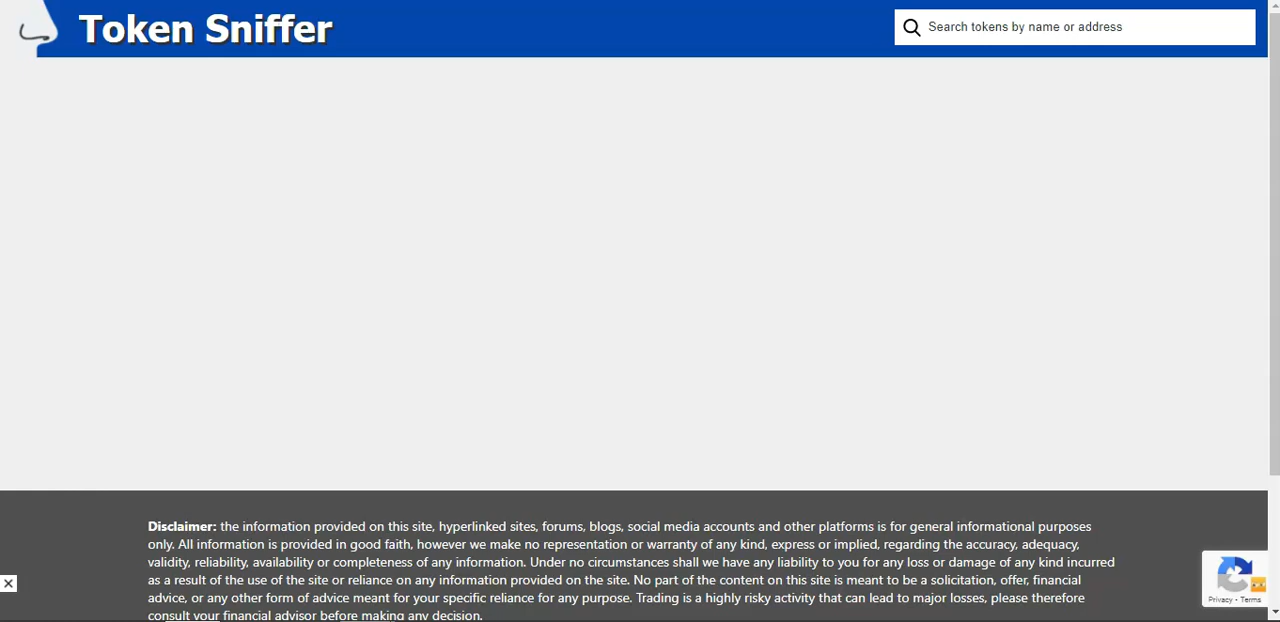 Token Sniffer
Search tokens by name or address
Disclaimer: the information provided on this site, hyperlinked sites, forums, blogs, social media accounts and other platforms is for general informational purposes
only. All information is provided in good faith, however we make no representation or warranty of any kind, express or implied, regarding the accuracy, adequacy,
validity, reliability, availability or completeness of any information. Under no circumstances shall we have any liability to you for any loss or damage of any kind incurred
as a result of the use of the site or reliance on any information provided on the site. No part of the content on this site is meant to be a solicitation, offer, financial
advice, or any other form of advice meant for your specific reliance for any purpose. Trading is a highly risky activity that can lead to major losses, please therefore
consult your financial advisor before making any decision.
Privacy - Terms